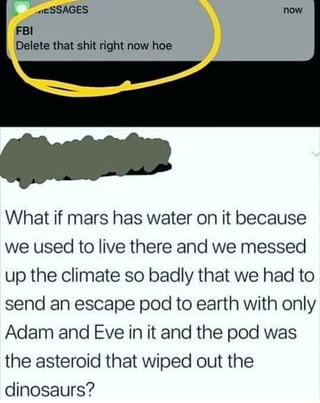 MESSAGES now
FBI
Delete that shit right now hoe
What if mars has water on it because
we used to live there and we messed
up the climate so badly that we had to
send an escape pod to earth with only
Adam and Eve in it and the pod was
the asteroid that wiped out the
dinosaurs?